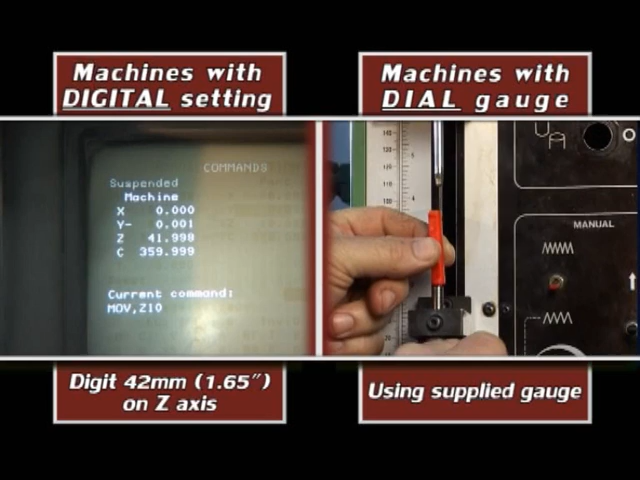 Machines with
DIGITAL setting
Machines with
DIAL gauge
COMMANDS
Suspended
Machine
X 0.000
Y- 0.001
Z 41.998
C 359.999
Current command:
MOV,Z10
MANUAL
Digit 42mm (1.65″)
on Z axis
Using supplied gauge